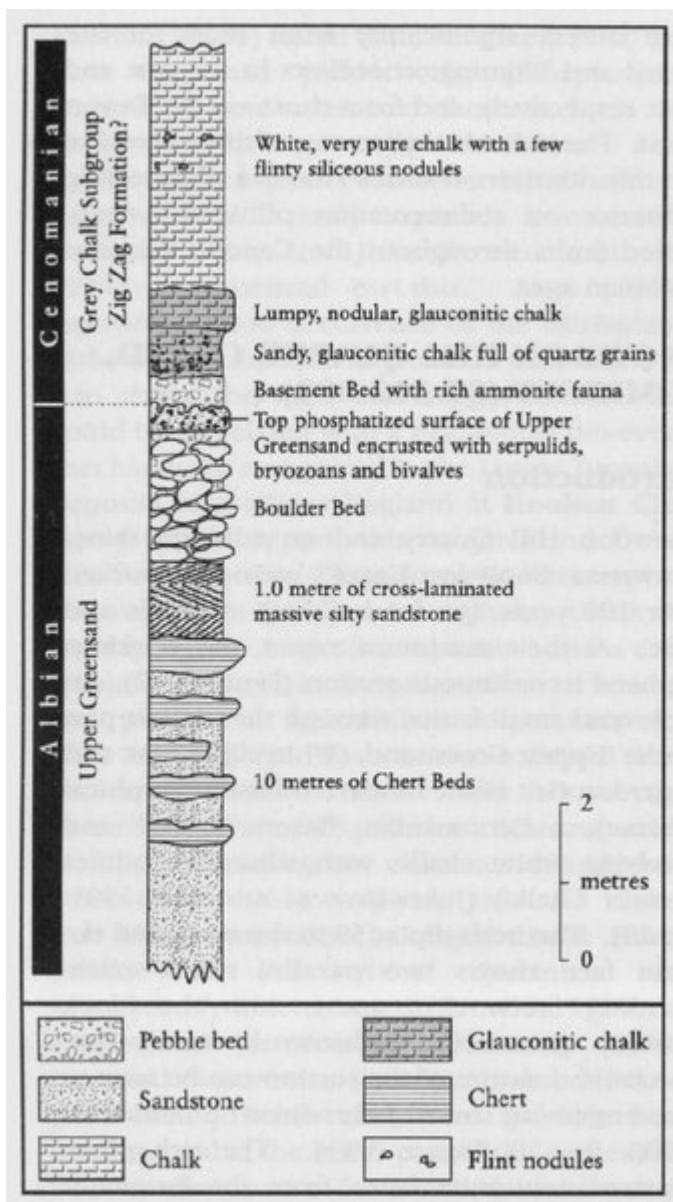 Cenomanian
Grey Chalk Subgroup
Zig Zag Formation?
White, very pure chalk with a few
flinty siliceous nodules
Lumpy, nodular, glauconitic chalk
Sandy, glauconitic chalk full of quartz grains
Basement Bed with rich ammonite fauna
Top phosphatized surface of Upper
Greensand encrusted with serpulids,
bryozoans and bivalves
Boulder Bed
Albian
Upper Greensand
1.0 metre of cross-laminated
massive silty sandstone
10 metres of Chert Beds
2
metres
0
Pebble bed
Sandstone
Chalk
Glauconitic chalk
Chert
Flint nodules